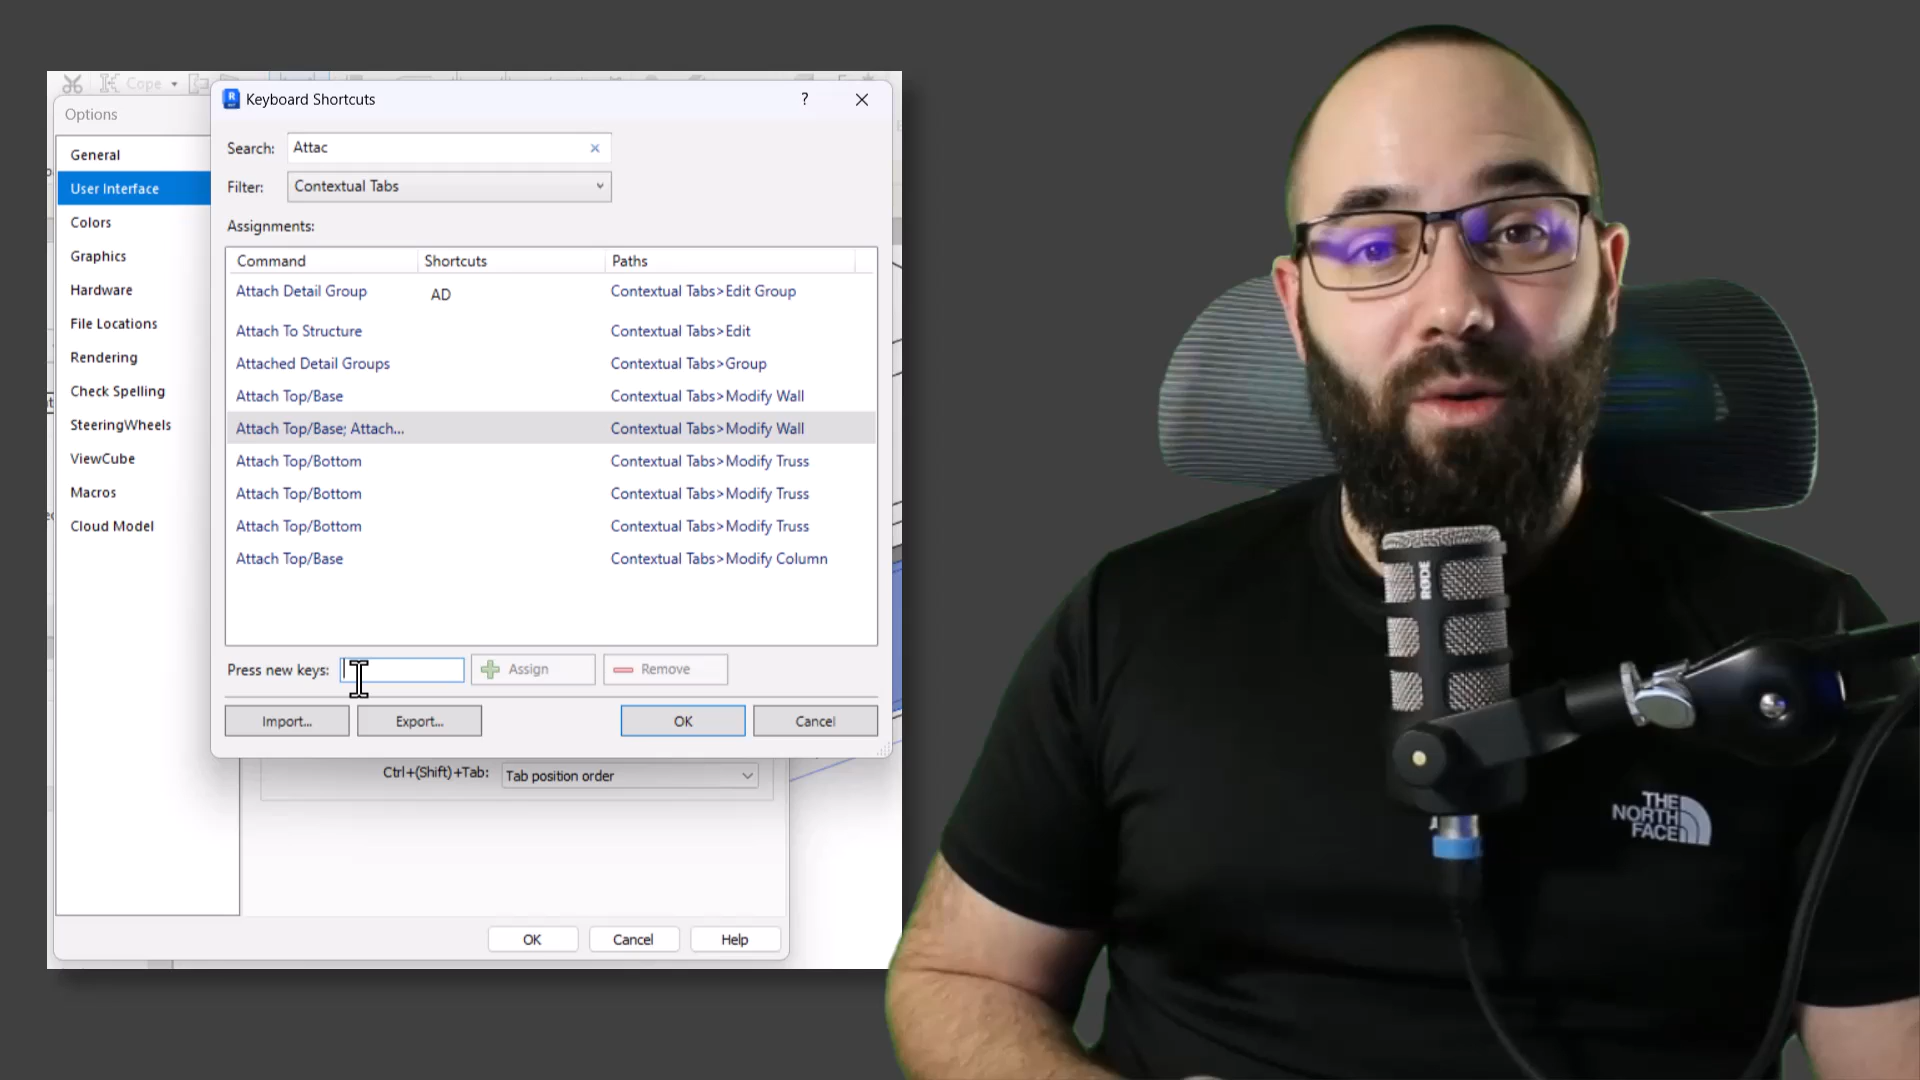 Cope
Options
General
User Interface
Colors
Graphics
Hardware
File Locations
Rendering
Check Spelling
SteeringWheels
ViewCube
Macros
Cloud Model
Keyboard Shortcuts
?
Search: Attac
Filter: Contextual Tabs
Assignments:
Command Shortcuts Paths
Attach Detail Group AD Contextual Tabs>Edit Group
Attach To Structure Contextual Tabs>Edit
Attached Detail Groups Contextual Tabs>Group
Attach Top/Base Contextual Tabs>Modify Wall
Attach Top/Base; Attach... Contextual Tabs>Modify Wall
Attach Top/Bottom Contextual Tabs>Modify Truss
Attach Top/Bottom Contextual Tabs>Modify Truss
Attach Top/Bottom Contextual Tabs>Modify Truss
Attach Top/Base Contextual Tabs>Modify Column
Press new keys: Assign Remove
Import... Export... OK Cancel
Ctrl+(Shift)+Tab: Tab position order
OK Cancel Help
RØDE
THE
NORTH
FACE